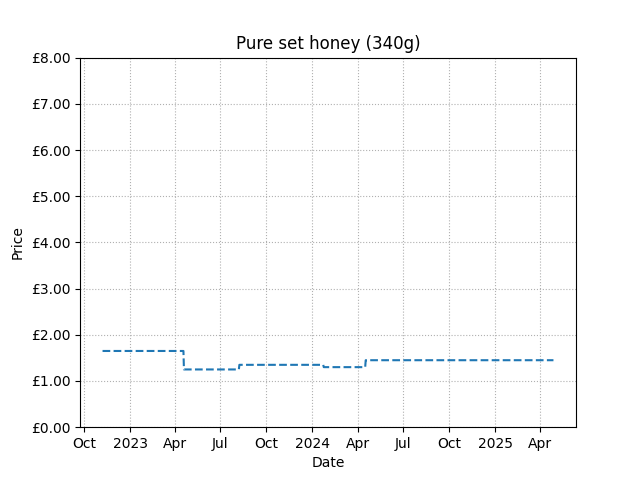 Pure set honey (340g)
£8.00
£7.00
£6.00
£5.00
£4.00
£3.00
£2.00
£1.00
£0.00
Price
Oct 2023 Apr Jul Oct 2024 Apr Jul Oct 2025 Apr
Date